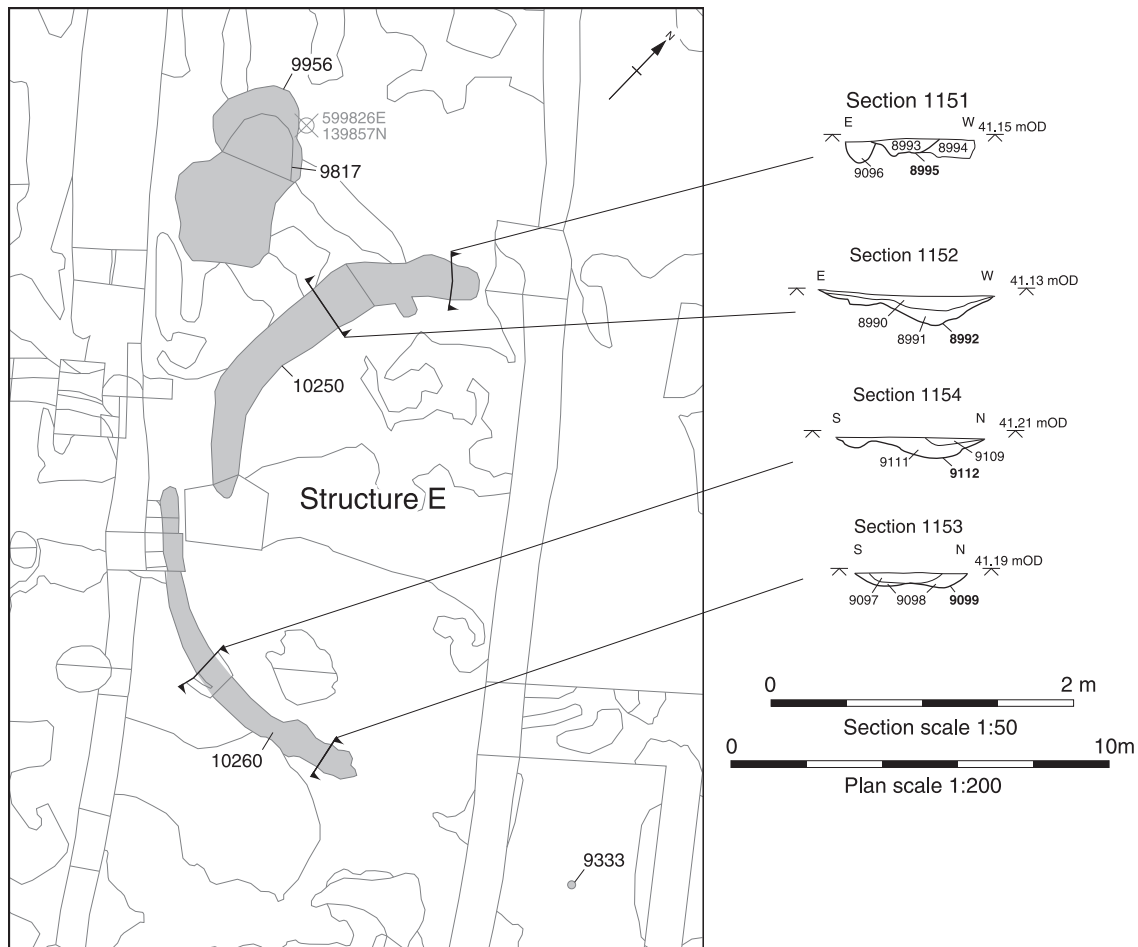 N
9956
599826E
139857N
9817
10250
Structure E
10260
9333
Section 1151
E W 41.15 mOD
8993 8994
9096 8995
Section 1152
E W 41.13 mOD
8990
8991 8992
Section 1154
S N 41.21 mOD
9111 9109
9112
Section 1153
S N 41.19 mOD
9097 9098 9099
0 2 m
Section scale 1:50
0 10m
Plan scale 1:200